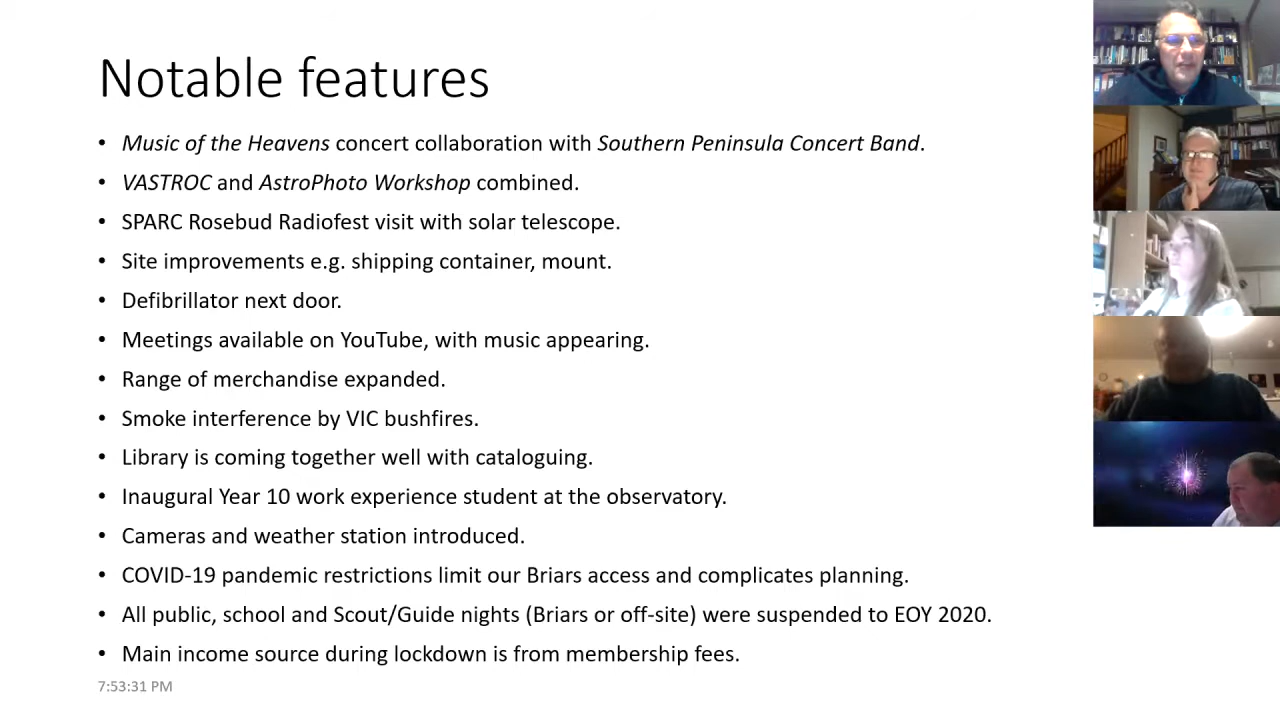 Notable features
• Music of the Heavens concert collaboration with Southern Peninsula Concert Band.
• VASTROC and AstroPhoto Workshop combined.
• SPARC Rosebud Radiofest visit with solar telescope.
• Site improvements e.g. shipping container, mount.
• Defibrillator next door.
• Meetings available on YouTube, with music appearing.
• Range of merchandise expanded.
• Smoke interference by VIC bushfires.
• Library is coming together well with cataloguing.
• Inaugural Year 10 work experience student at the observatory.
• Cameras and weather station introduced.
• COVID-19 pandemic restrictions limit our Briars access and complicates planning.
• All public, school and Scout/Guide nights (Briars or off-site) were suspended to EOY 2020.
• Main income source during lockdown is from membership fees.
7:53:31 PM